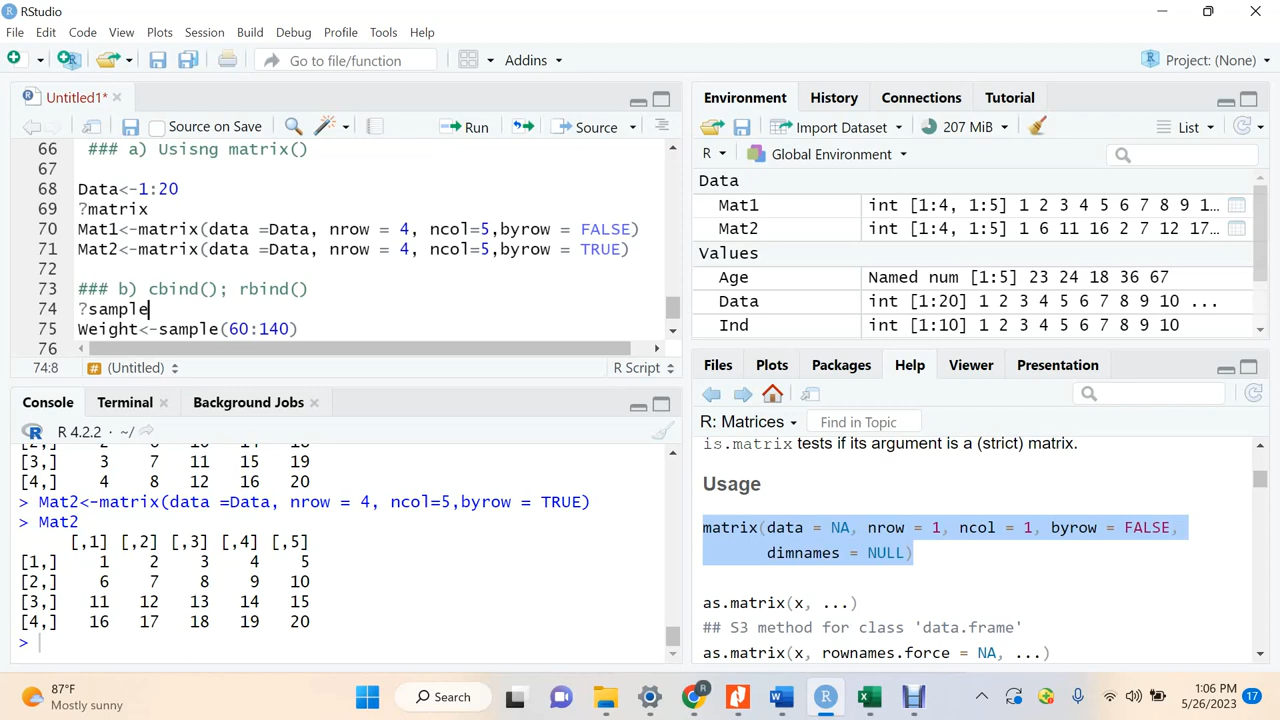 RStudio
File Edit Code View Plots Session Build Debug Profile Tools Help
Go to file/function Addins Project: (None)
Untitled1*
Source on Save Run Source
66 ### a) Usisng matrix()
67
68 Data<-1:20
69 ?matrix
70 Mat1<-matrix(data =Data, nrow = 4, ncol=5,byrow = FALSE)
71 Mat2<-matrix(data =Data, nrow = 4, ncol=5,byrow = TRUE)
72
73 ### b) cbind(); rbind()
74 ?sample
75 Weight<-sample(60:140)
76
74:8 # (Untitled) R Script
Console Terminal Background Jobs
R R 4.2.2 · ~/
[3,] 3 7 11 15 19
[4,] 4 8 12 16 20
> Mat2<-matrix(data =Data, nrow = 4, ncol=5,byrow = TRUE)
> Mat2
[,1] [,2] [,3] [,4] [,5]
[1,] 1 2 3 4 5
[2,] 6 7 8 9 10
[3,] 11 12 13 14 15
[4,] 16 17 18 19 20
>
Environment History Connections Tutorial
Import Dataset 207 MiB List
R Global Environment
Data
Mat1 int [1:4, 1:5] 1 2 3 4 5 6 7 8 9 1…
Mat2 int [1:4, 1:5] 1 6 11 16 2 7 12 17…
Values
Age Named num [1:5] 23 24 18 36 67
Data int [1:20] 1 2 3 4 5 6 7 8 9 10 ...
Ind int [1:10] 1 2 3 4 5 6 7 8 9 10
Files Plots Packages Help Viewer Presentation
R: Matrices Find in Topic
is.matrix tests if its argument is a (strict) matrix.
Usage
matrix(data = NA, nrow = 1, ncol = 1, byrow = FALSE,
dimnames = NULL)
as.matrix(x, ...)
## S3 method for class 'data.frame'
as.matrix(x, rownames.force = NA, ...)
87°F
Mostly sunny
Search
1:06 PM
5/26/2023
17